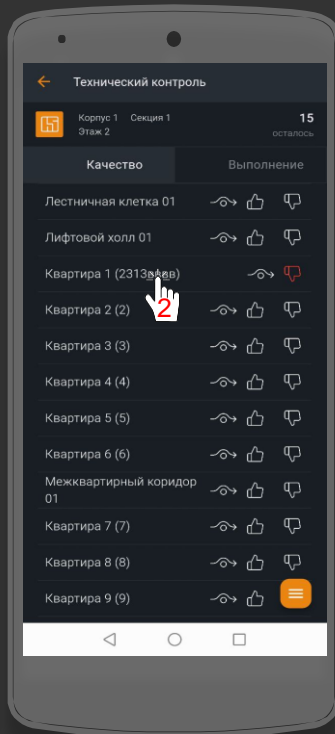 Технический контроль
Корпус 1 Секция 1 15
Этаж 2 осталось
Качество Выполнение
Лестничная клетка 01
Лифтовой холл 01
Квартира 1 (2313
2
Квартира 2 (2)
Квартира 3 (3)
Квартира 4 (4)
Квартира 5 (5)
Квартира 6 (6)
Межквартирный коридор
01
Квартира 7 (7)
Квартира 8 (8)
Квартира 9 (9)